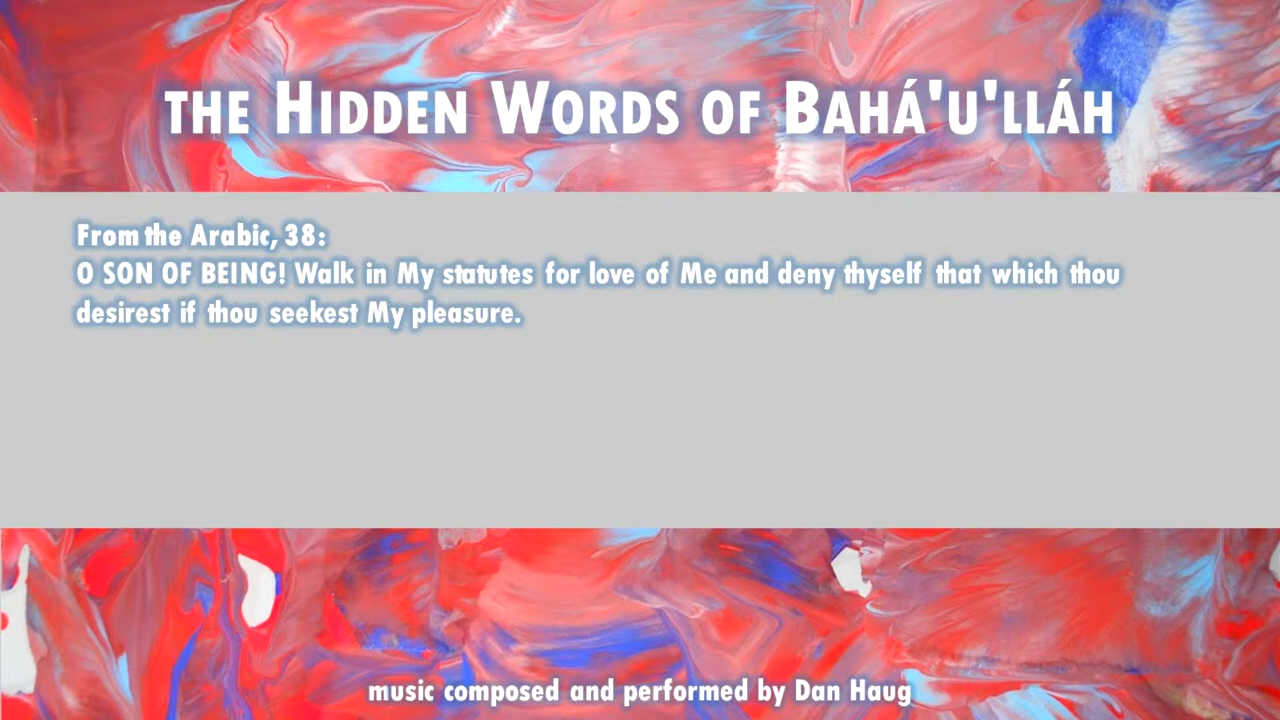 THE HIDDEN WORDS OF BAHÁ'U'LLÁH
From the Arabic, 38:
O SON OF BEING! Walk in My statutes for love of Me and deny thyself that which thou
desirest if thou seekest My pleasure.
music composed and performed by Dan Haug